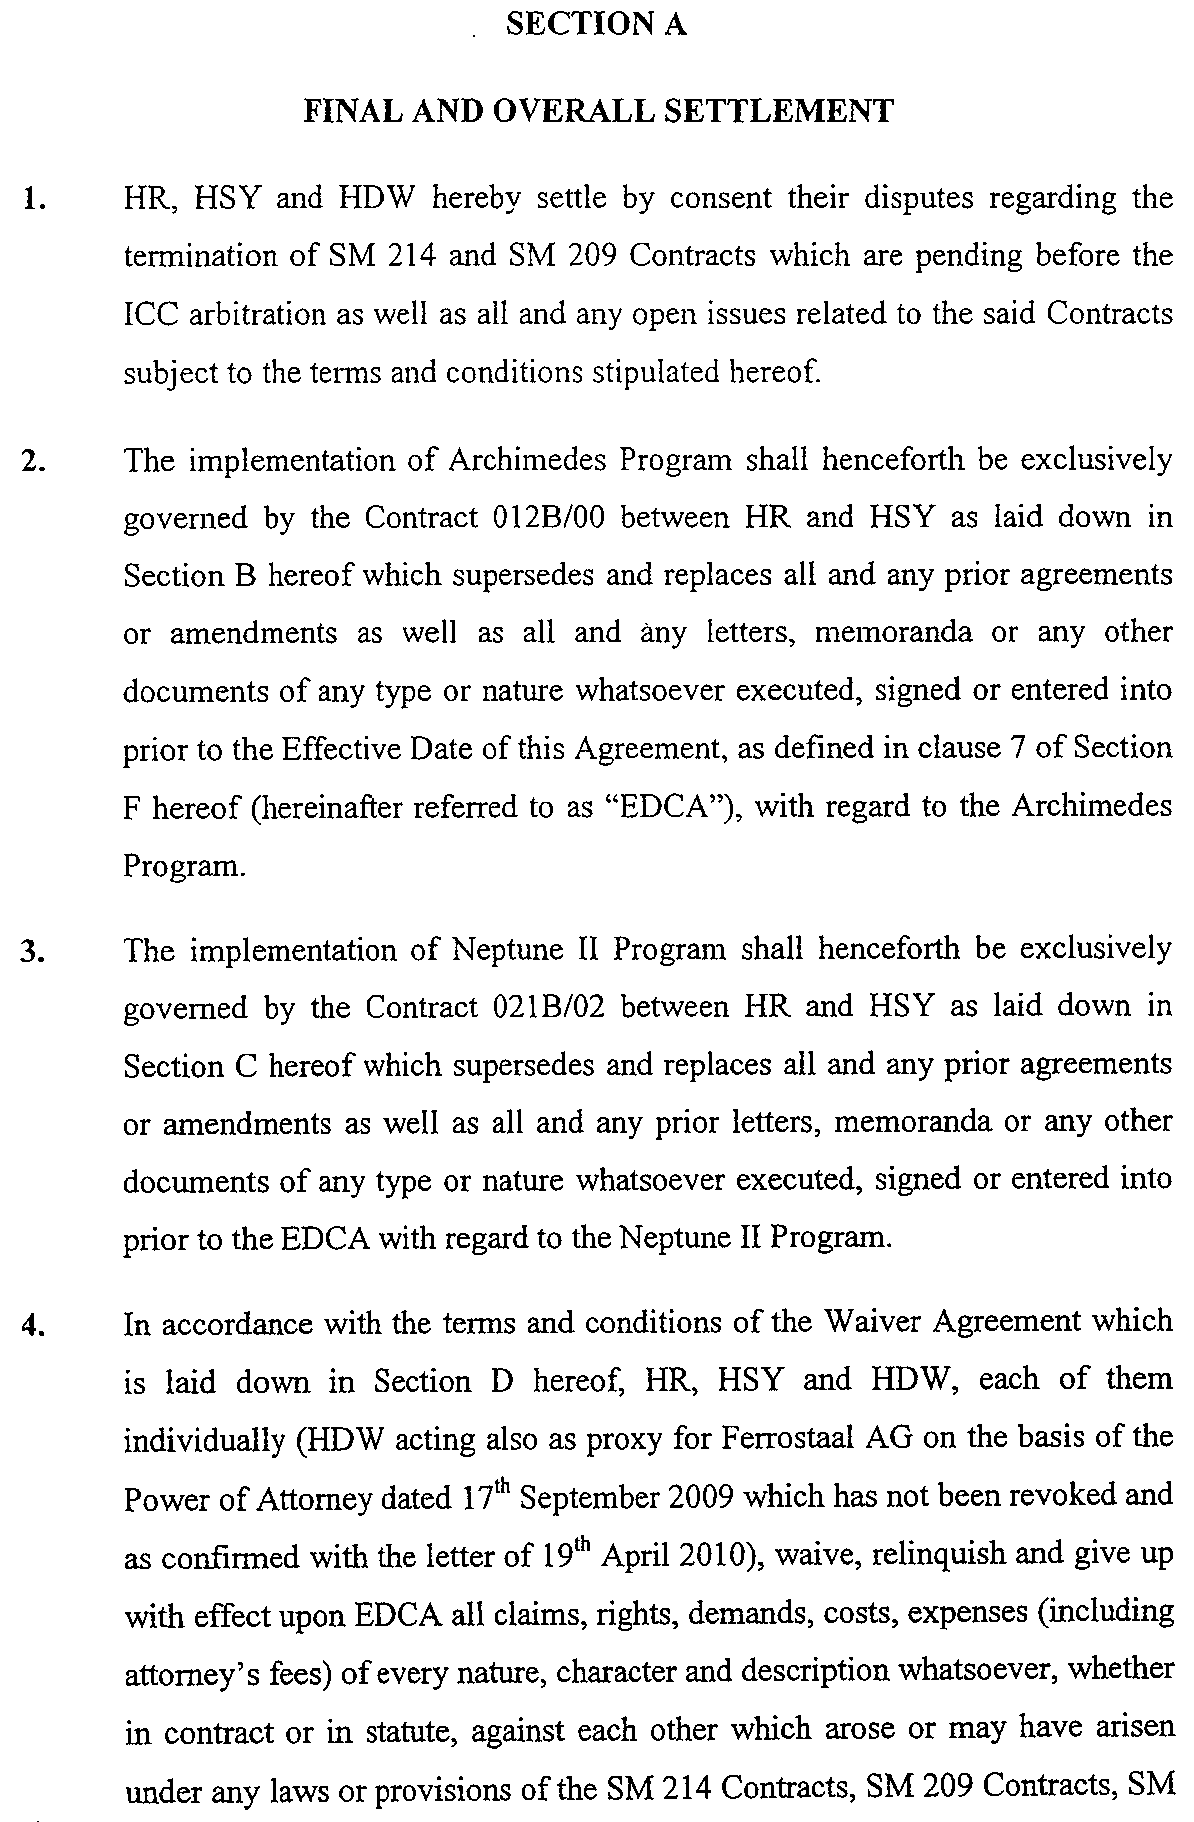 SECTION A
FINAL AND OVERALL SETTLEMENT
1. HR, HSY and HDW hereby settle by consent their disputes regarding the
termination of SM 214 and SM 209 Contracts which are pending before the
ICC arbitration as well as all and any open issues related to the said Contracts
subject to the terms and conditions stipulated hereof.
2. The implementation of Archimedes Program shall henceforth be exclusively
governed by the Contract 012B/00 between HR and HSY as laid down in
Section B hereof which supersedes and replaces all and any prior agreements
or amendments as well as all and any letters, memoranda or any other
documents of any type or nature whatsoever executed, signed or entered into
prior to the Effective Date of this Agreement, as defined in clause 7 of Section
F hereof (hereinafter referred to as “EDCA”), with regard to the Archimedes
Program.
3. The implementation of Neptune II Program shall henceforth be exclusively
governed by the Contract 021B/02 between HR and HSY as laid down in
Section C hereof which supersedes and replaces all and any prior agreements
or amendments as well as all and any prior letters, memoranda or any other
documents of any type or nature whatsoever executed, signed or entered into
prior to the EDCA with regard to the Neptune II Program.
4. In accordance with the terms and conditions of the Waiver Agreement which
is laid down in Section D hereof, HR, HSY and HDW, each of them
individually (HDW acting also as proxy for Ferrostaal AG on the basis of the
Power of Attorney dated 17th September 2009 which has not been revoked and
as confirmed with the letter of 19th April 2010), waive, relinquish and give up
with effect upon EDCA all claims, rights, demands, costs, expenses (including
attorney’s fees) of every nature, character and description whatsoever, whether
in contract or in statute, against each other which arose or may have arisen
under any laws or provisions of the SM 214 Contracts, SM 209 Contracts, SM